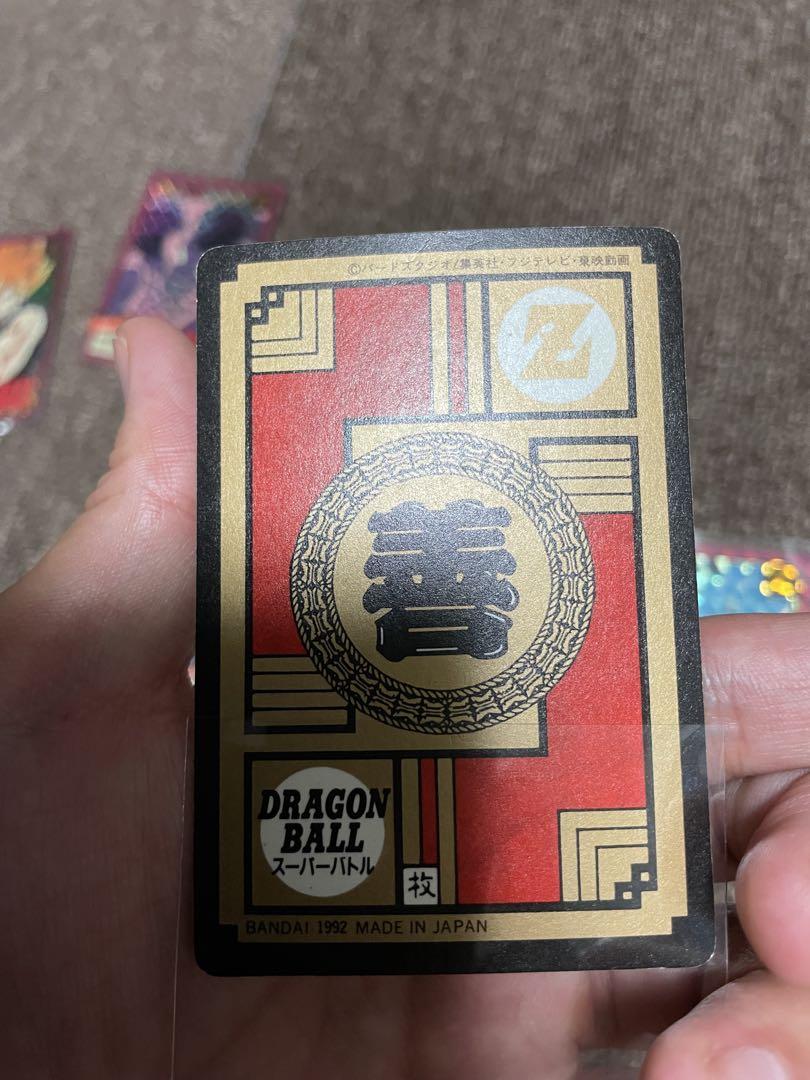 ©バードスタジオ/集英社・フジテレビ・東映動画
Z
善
DRAGON
BALL
スーパーバトル
枚
BANDAI 1992 MADE IN JAPAN